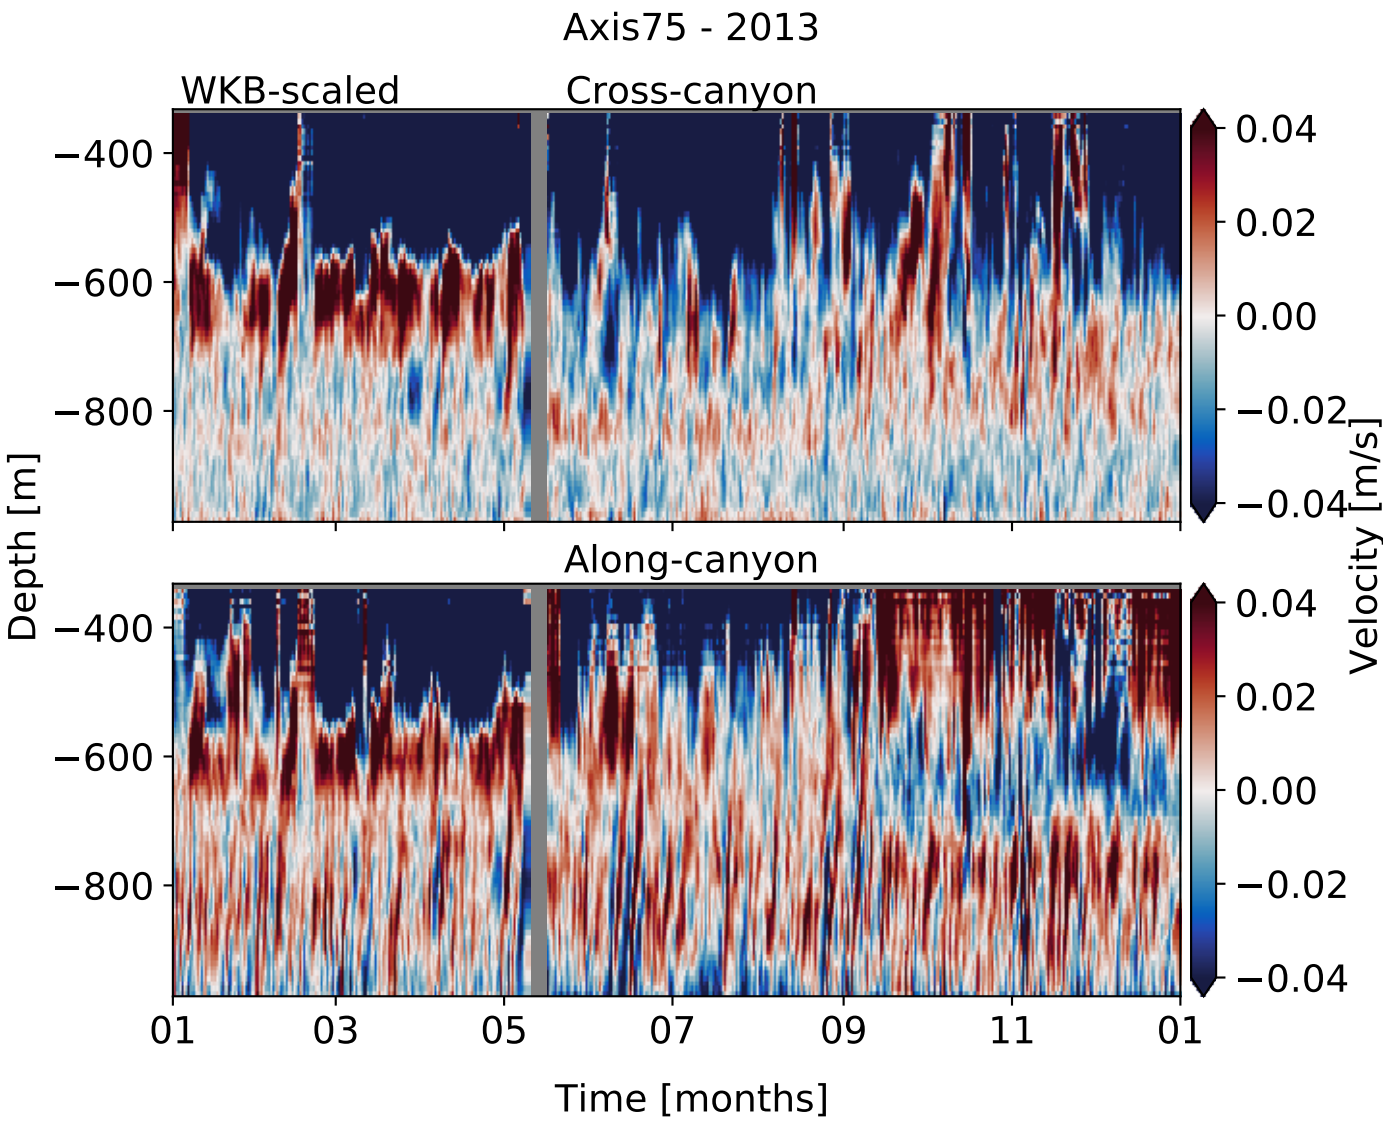 Axis75 - 2013
WKB-scaled
Cross-canyon
−400
−600
−800
0.04
0.02
0.00
−0.02
−0.04
Depth [m]
Velocity [m/s]
Along-canyon
−400
−600
−800
0.04
0.02
0.00
−0.02
−0.04
01 03 05 07 09 11 01
Time [months]